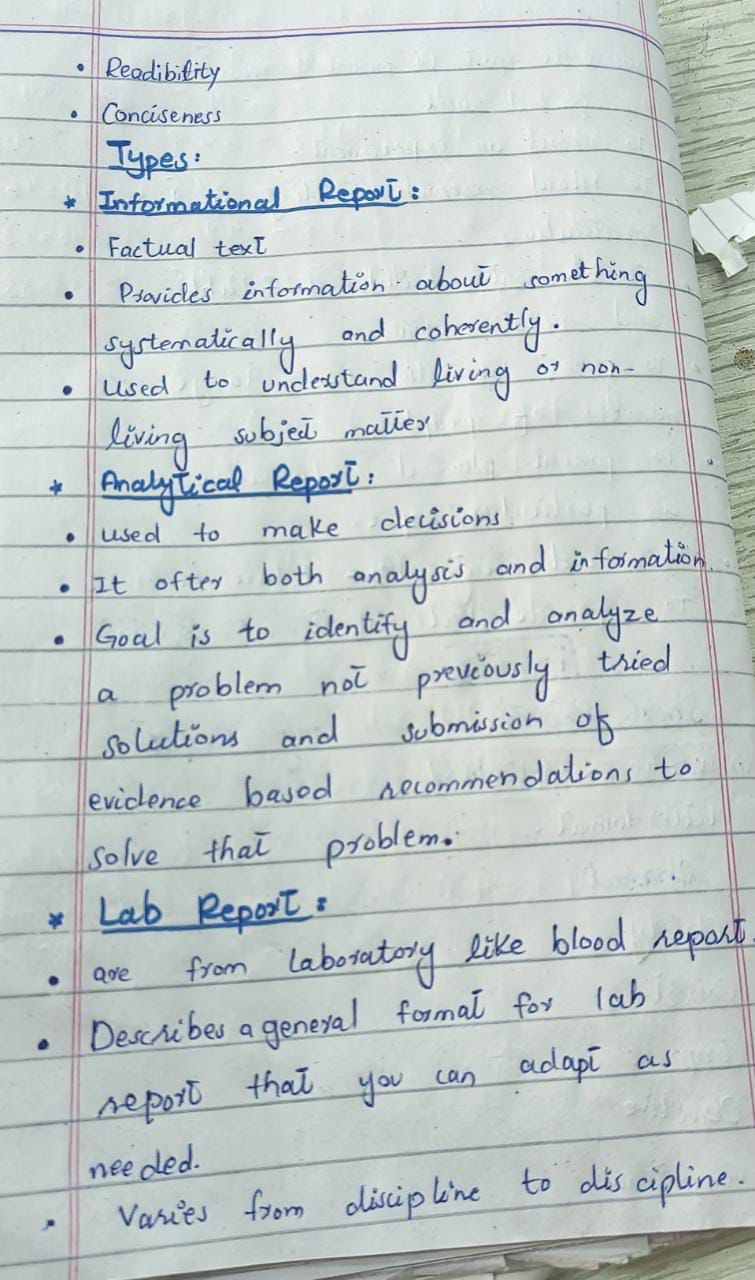 • Readibility
• Conciseness
Types:
* Informational Report:
• Factual text
• Provides information about something
systematically and coherently.
• Used to understand living or non-
living subject matter
* Analytical Report:
• used to make decisions
• It ofter both analysis and information.
• Goal is to identify and analyze
a problem not previously tried
solutions and submission of
evidence based recommendations to
solve that problem.
* Lab Report:
• are from laboratory like blood report.
• Describes a general format for lab
report that you can adapt as
needed.
• Varies from discipline to discipline.